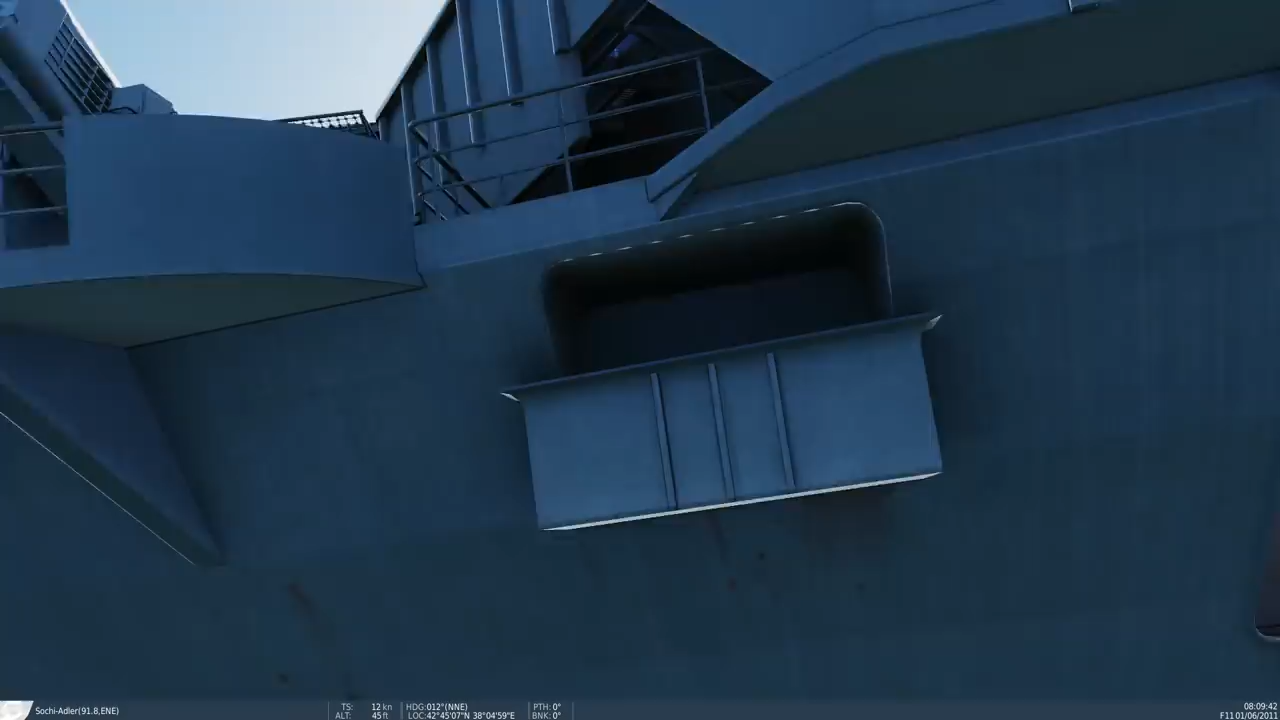 Sochi-Adler(91.8,ENE)
TS: 12 kn HDG:012°(NNE) PTH: 0°
ALT: 45 ft LOC:42°45'07"N 38°04'59"E BNK: 0°
08:09:42
F11 01/06/2011